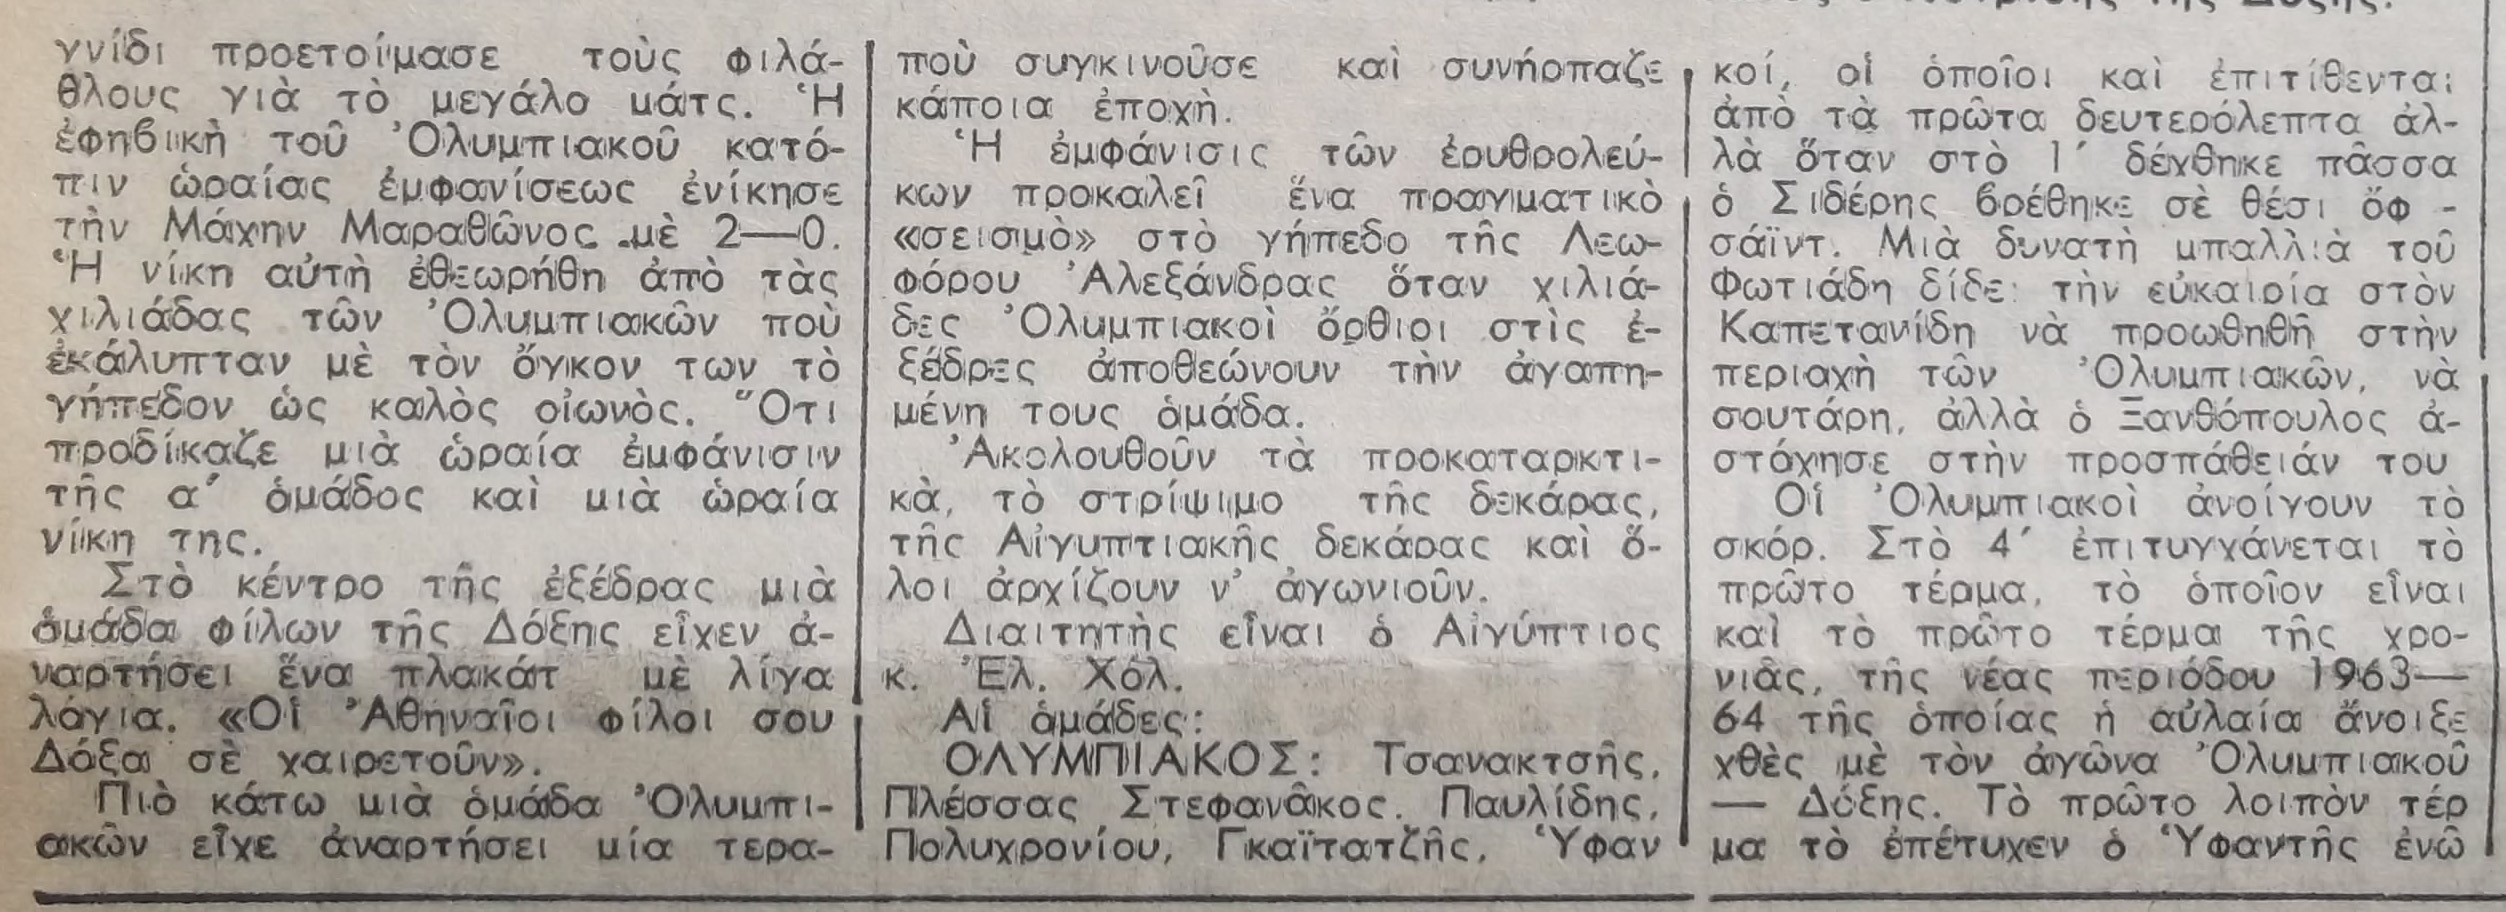 γνίδι προετοίμασε τοὺς φιλά-
θλους γιὰ τὸ μεγάλο μάτς. Ἡ
ἐφηβικὴ τοῦ Ὀλυμπιακοῦ κατό-
πιν ὡραίας ἐμφανίσεως ἐνίκησε
τὴν Μάχην Μαραθῶνος μὲ 2—0.
Ἡ νίκη αὐτὴ ἐθεωρήθη ἀπὸ τὰς
χιλιάδας τῶν Ὀλυμπιακῶν ποὺ
ἐκάλυπταν μὲ τὸν ὄγκον των τὸ
γήπεδον ὡς καλὸς οἰωνὸς. Ὅτι
προδίκαζε μιὰ ὡραία ἐμφάνισιν
τῆς α΄ ὁμάδος καὶ μιὰ ὡραία
νίκη της.
Στὸ κέντρο τῆς ἐξέδρας μιὰ
ὁμάδα φίλων τῆς Δόξης εἶχεν ἀ-
ναρτήσει ἕνα πλακάτ μὲ λίγα
λόγια. «Οἱ Ἀθηναῖοι φίλοι σου
Δόξα σὲ χαιρετοῦν».
Πιὸ κάτω μιὰ ὁμάδα Ὀλυμπι-
ακῶν εἶχε ἀναρτήσει μία τερα-
ποὺ συγκινοῦσε καὶ συνήρπαζε
κάποια ἐποχὴ.
Ἡ ἐμφάνισις τῶν ἐρυθρολεύ-
κων προκαλεῖ ἕνα πραγματικὸ
«σεισμὸ» στὸ γήπεδο τῆς Λεω-
φόρου Ἀλεξάνδρας ὅταν χιλιά-
δες Ὀλυμπιακοὶ ὄρθιοι στὶς ἐ-
ξέδρες ἀποθεώνουν τὴν ἀγαπη-
μένη τους ὁμάδα.
Ἀκολουθοῦν τὰ προκαταρκτι-
κὰ, τὸ στρίψιμο τῆς δεκάρας,
τῆς Αἰγυπτιακῆς δεκάρας καὶ ὅ-
λοι ἀρχίζουν ν' ἀγωνιοῦν.
Διαιτητὴς εἶναι ὁ Αἰγύπτιος
κ. Ἐλ. Χόλ.
Αἱ ὁμάδες:
ΟΛΥΜΠΙΑΚΟΣ: Τσανακτσῆς,
Πλέσσας Στεφανᾶκος. Παυλίδης,
Πολυχρονίου, Γκαϊτατζῆς, Ὑφαν
κοί, οἱ ὁποῖοι καὶ ἐπιτίθενται
ἀπὸ τὰ πρῶτα δευτερόλεπτα ἀλ-
λὰ ὅταν στὸ 1΄ δέχθηκε πᾶσσα
ὁ Σιδέρης βρέθηκε σὲ θέσι ὄφ -
σάϊντ. Μιὰ δυνατὴ μπαλλιὰ τοῦ
Φωτιάδη δίδει τὴν εὐκαιρία στὸν
Καπετανίδη νὰ προωθηθῆ στὴν
περιαχὴ τῶν Ὀλυμπιακῶν, νὰ
σουτάρη, ἀλλὰ ὁ Ξανθόπουλος ἀ-
στόχησε στὴν προσπάθειάν του
Οἱ Ὀλυμπιακοὶ ἀνοίγουν τὸ
σκόρ. Στὸ 4΄ ἐπιτυγχάνεται τὸ
πρῶτο τέρμα, τὸ ὁποῖον εἶναι
καὶ τὸ πρῶτο τέρμα τῆς χρο-
νιᾶς, τῆς νέας περιόδου 1963—
64 τῆς ὁποίας ἡ αὐλαία ἄνοιξε
χθὲς μὲ τὸν ἀγῶνα Ὀλυμπιακοῦ
— Δόξης. Τὸ πρῶτο λοιπὸν τέρ
μα τὸ ἐπέτυχεν ὁ Ὑφαντῆς ἐνῶ